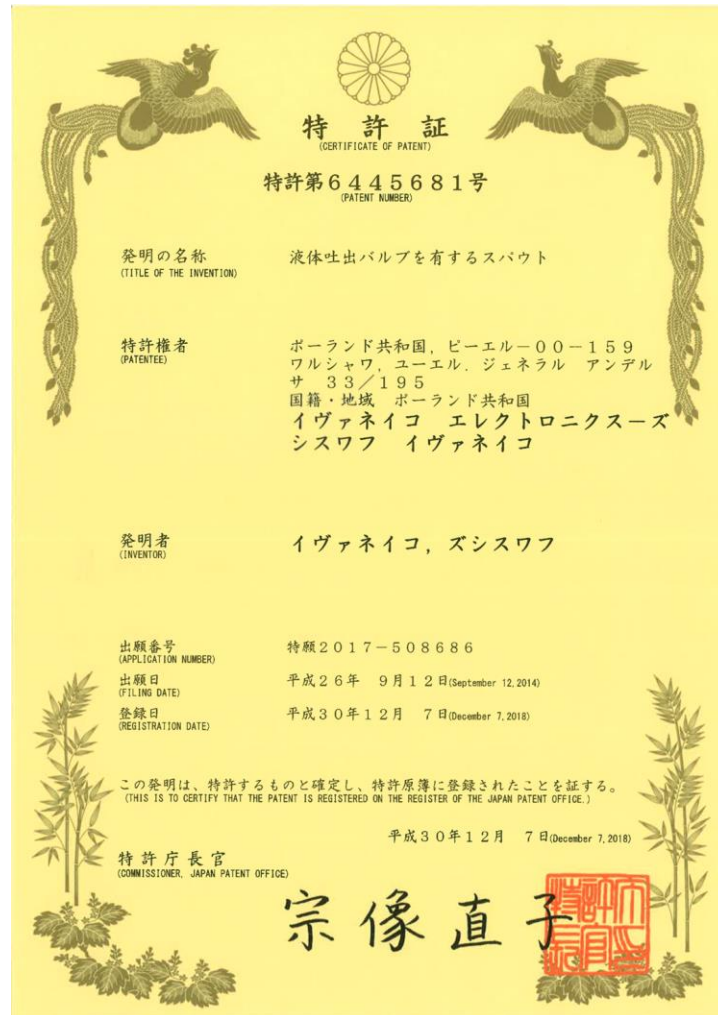 特許証
(CERTIFICATE OF PATENT)
特許第6445681号
(PATENT NUMBER)
発明の名称
(TITLE OF THE INVENTION)
液体吐出バルブを有するスパウト
特許権者
(PATENTEE)
ポーランド共和国,ピーエル-00-159
ワルシャワ,ユーエル.ジェネラル アンデル
サ 33/195
国籍・地域 ポーランド共和国
イヴァネイコ エレクトロニクス-ズ
シスワフ イヴァネイコ
発明者
(INVENTOR)
イヴァネイコ,ズシスワフ
出願番号
(APPLICATION NUMBER)
特願2017-508686
出願日
(FILING DATE)
平成26年 9月12日(September 12,2014)
登録日
(REGISTRATION DATE)
平成30年12月 7日(December 7,2018)
この発明は、特許するものと確定し、特許原簿に登録されたことを証する。
(THIS IS TO CERTIFY THAT THE PATENT IS REGISTERED ON THE REGISTER OF THE JAPAN PATENT OFFICE.)
平成30年12月 7日(December 7,2018)
特許庁長官
(COMMISSIONER, JAPAN PATENT OFFICE)
宗像直子